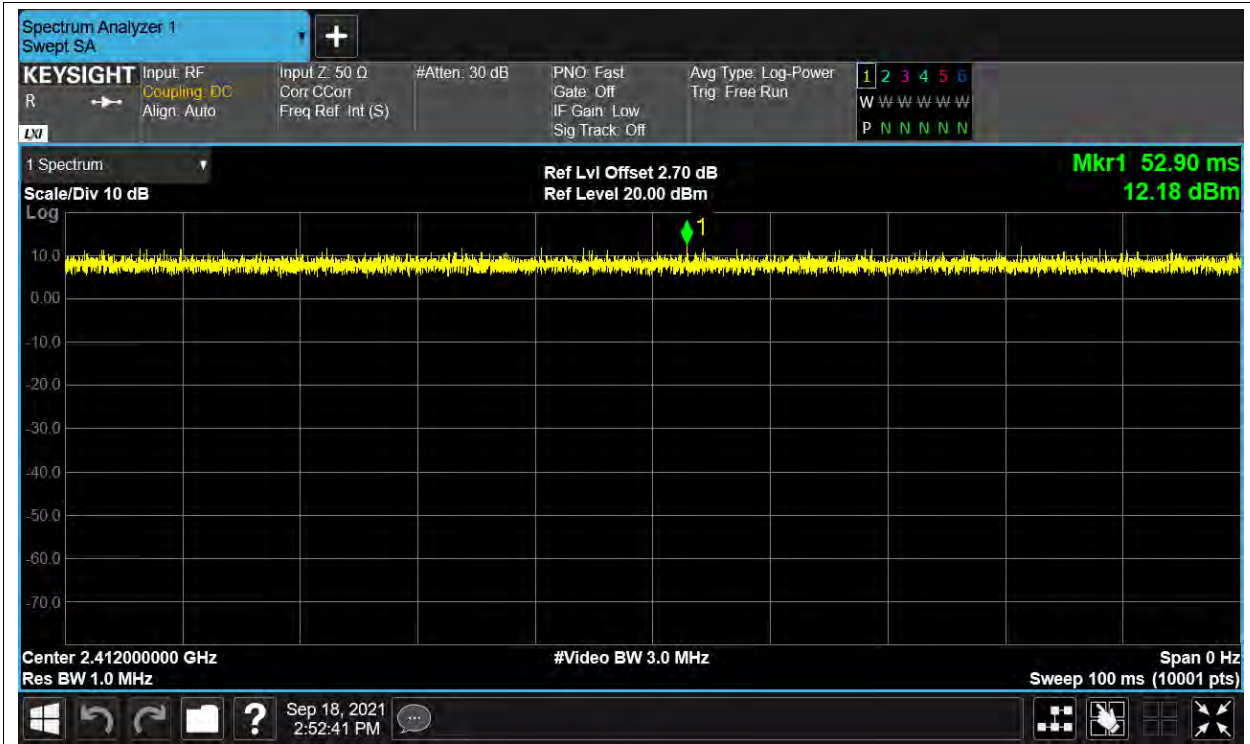 Spectrum Analyzer 1
Swept SA
KEYSIGHT
R
LXI
Input: RF
Coupling: DC
Align: Auto
Input Z: 50 Ω
Corr CCorr
Freq Ref: Int (S)
#Atten: 30 dB
PNO: Fast
Gate: Off
IF Gain: Low
Sig Track: Off
Avg Type: Log-Power
Trig: Free Run
1 2 3 4 5 6
W W W W W W
P N N N N N
1 Spectrum
Scale/Div 10 dB
Ref Lvl Offset 2.70 dB
Ref Level 20.00 dBm
Mkr1 52.90 ms
12.18 dBm
Log
1
10.0
0.00
-10.0
-20.0
-30.0
-40.0
-50.0
-60.0
-70.0
Center 2.412000000 GHz
Res BW 1.0 MHz
#Video BW 3.0 MHz
Span 0 Hz
Sweep 100 ms (10001 pts)
?
Sep 18, 2021
2:52:41 PM